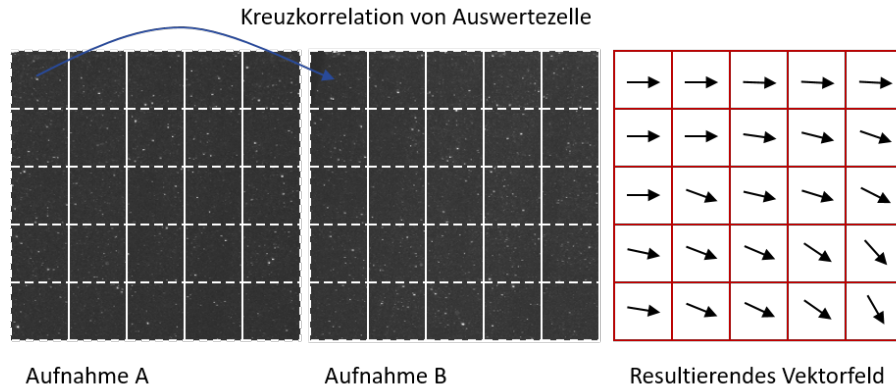 Kreuzkorrelation von Auswertezelle
Aufnahme A
Aufnahme B
Resultierendes Vektorfeld